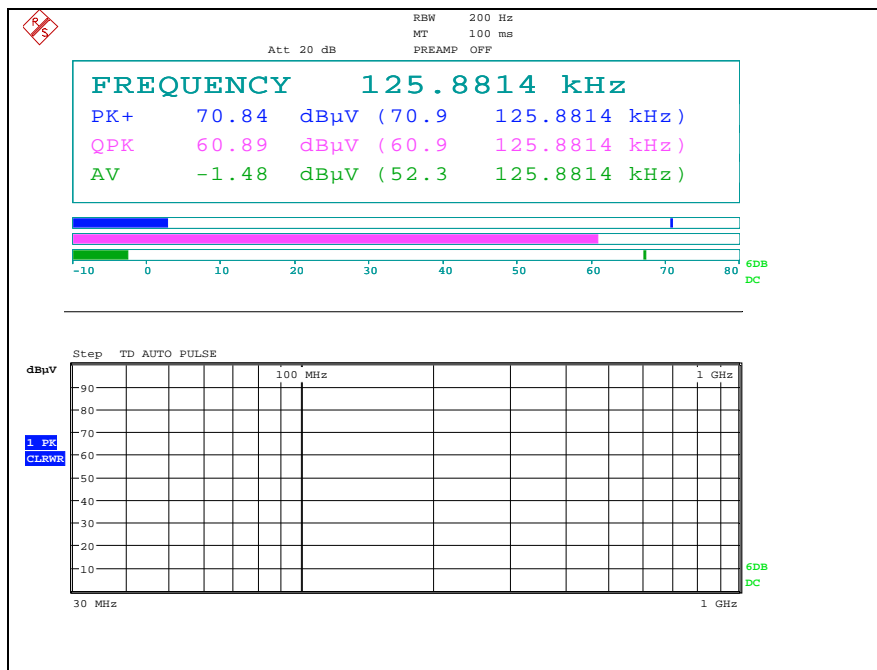 R S
RBW 200 Hz
MT 100 ms
Att 20 dB PREAMP OFF
FREQUENCY 125.8814 kHz
PK+ 70.84 dBµV (70.9 125.8814 kHz)
QPK 60.89 dBµV (60.9 125.8814 kHz)
AV -1.48 dBµV (52.3 125.8814 kHz)
-10 0 10 20 30 40 50 60 70 80
6DB
DC
Step TD AUTO PULSE
dBµV
100 MHz 1 GHz
90
80
70
1 PK
CLRWR
60
50
40
30
20
10
6DB
DC
30 MHz 1 GHz